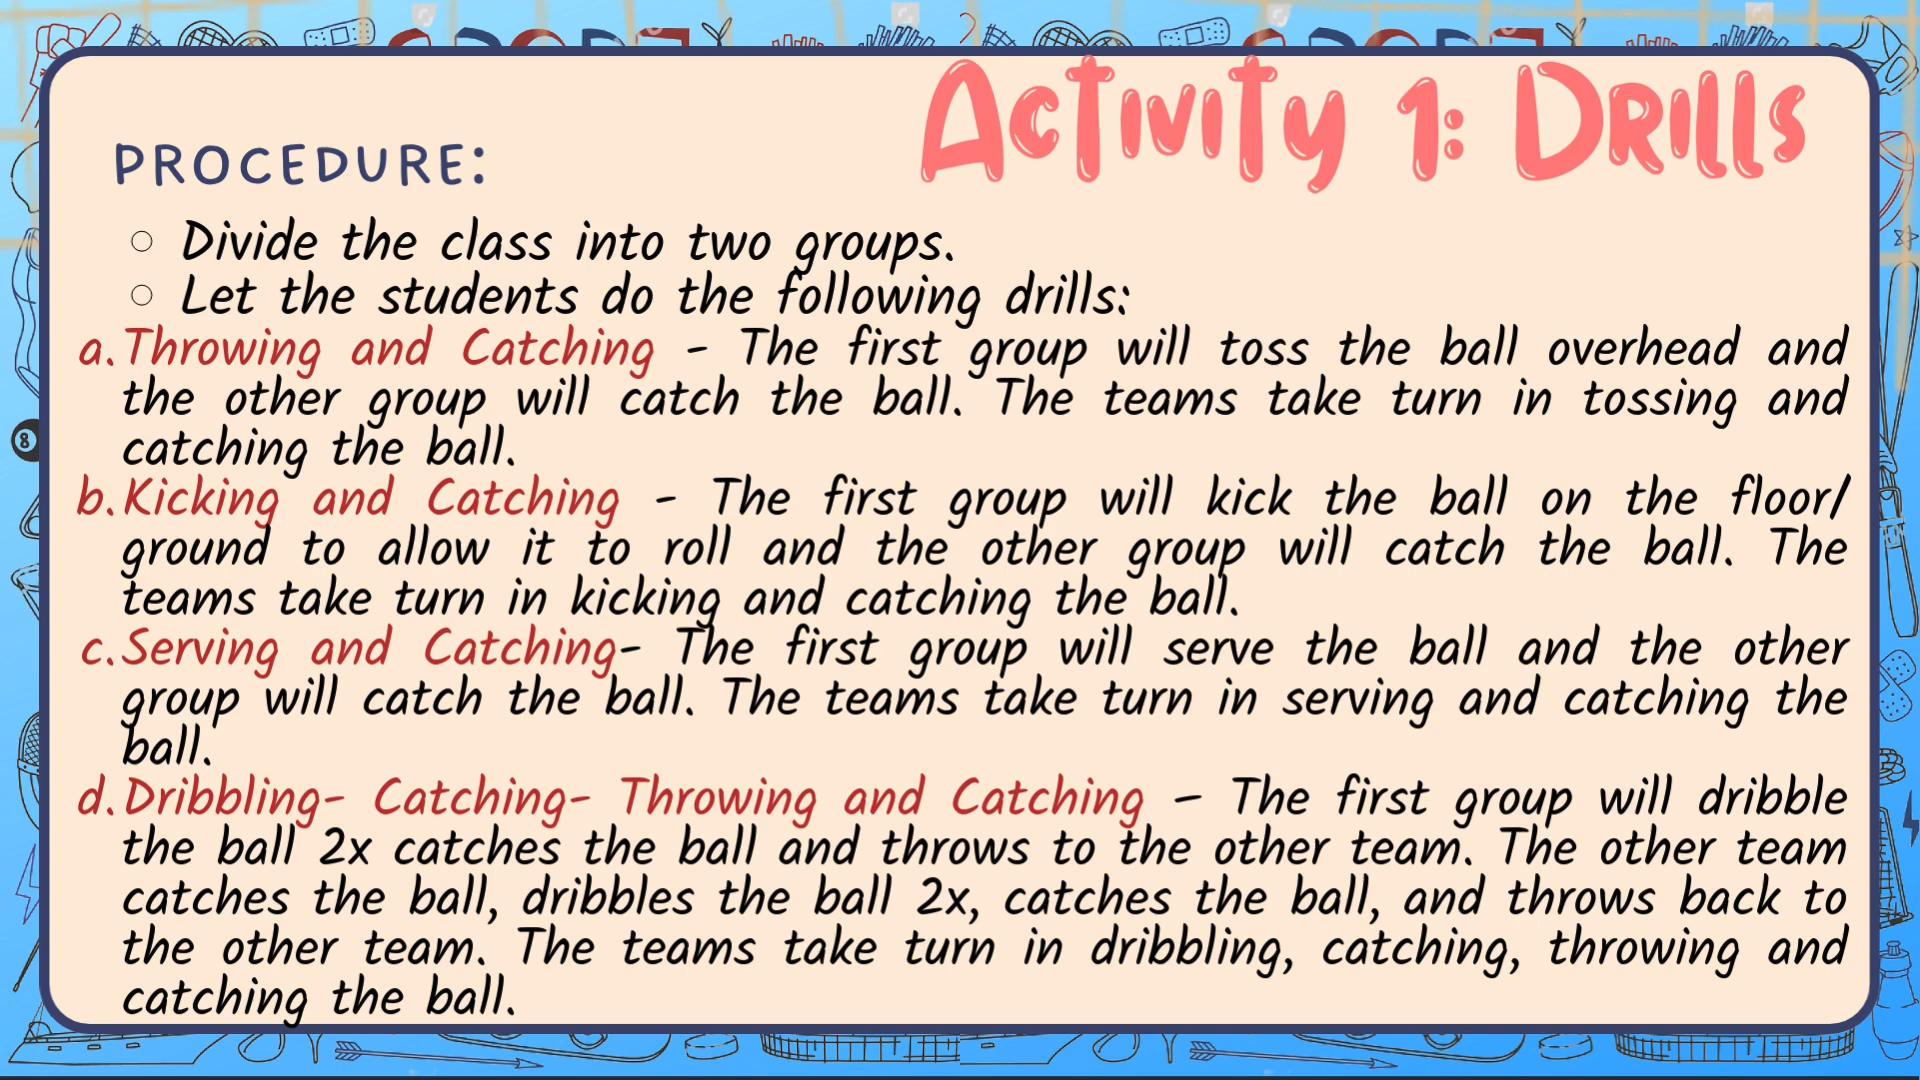 Activity 1: Drills
PROCEDURE:
Divide the class into two groups.
Let the students do the following drills:
a. Throwing and Catching - The first group will toss the ball overhead and
the other group will catch the ball. The teams take turn in tossing and
catching the ball.
b. Kicking and Catching - The first group will kick the ball on the floor/
ground to allow it to roll and the other group will catch the ball. The
teams take turn in kicking and catching the ball.
c. Serving and Catching- The first group will serve the ball and the other
group will catch the ball. The teams take turn in serving and catching the
ball.
d. Dribbling- Catching- Throwing and Catching – The first group will dribble
the ball 2x catches the ball and throws to the other team. The other team
catches the ball, dribbles the ball 2x, catches the ball, and throws back to
the other team. The teams take turn in dribbling, catching, throwing and
catching the ball.
8